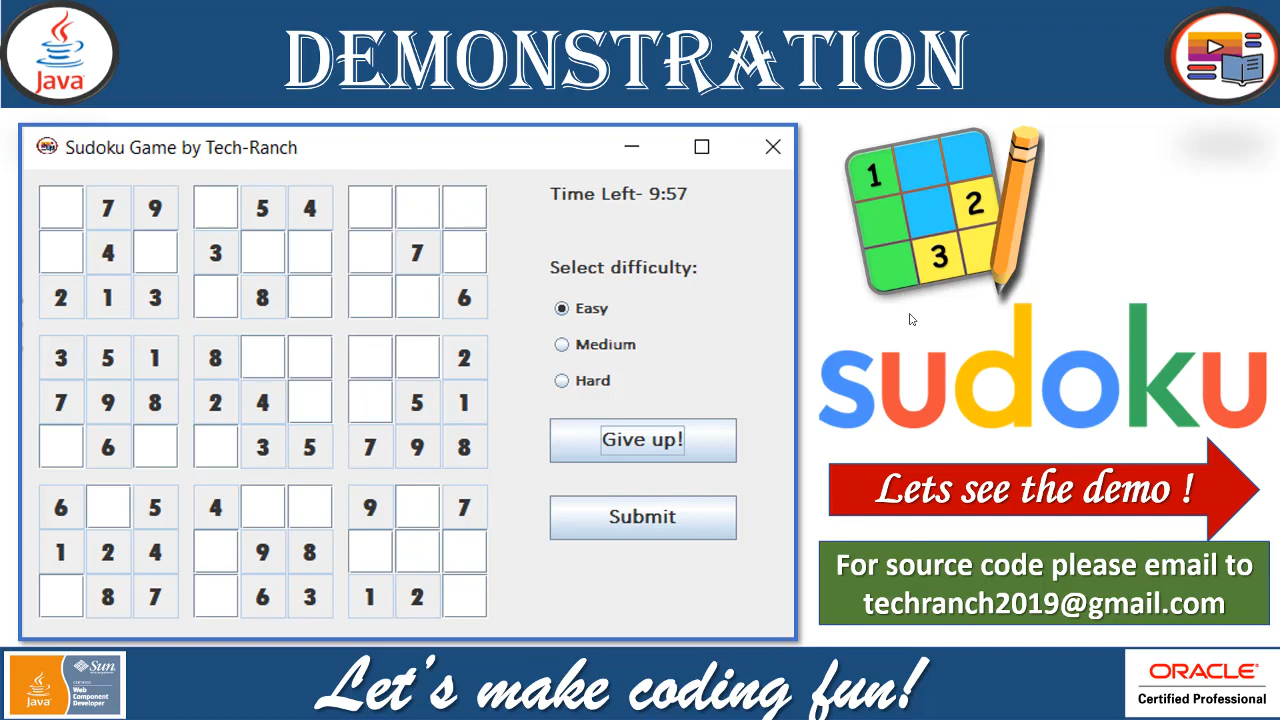 Java
DEMONSTRATION
Sudoku Game by Tech-Ranch
7 9 5 4
4 3 7
2 1 3 8 6
3 5 1 8 2
7 9 8 2 4 5 1
6 3 5 7 9 8
6 5 4 9 7
1 2 4 9 8
8 7 6 3 1 2
Time Left- 9:57
Select difficulty:
Easy
Medium
Hard
Give up!
Submit
1
2
3
sudoku
Lets see the demo !
For source code please email to
techranch2019@gmail.com
Java
Sun
CERTIFIED
Web
Component
Developer
Let's make coding fun!
ORACLE
Certified Professional